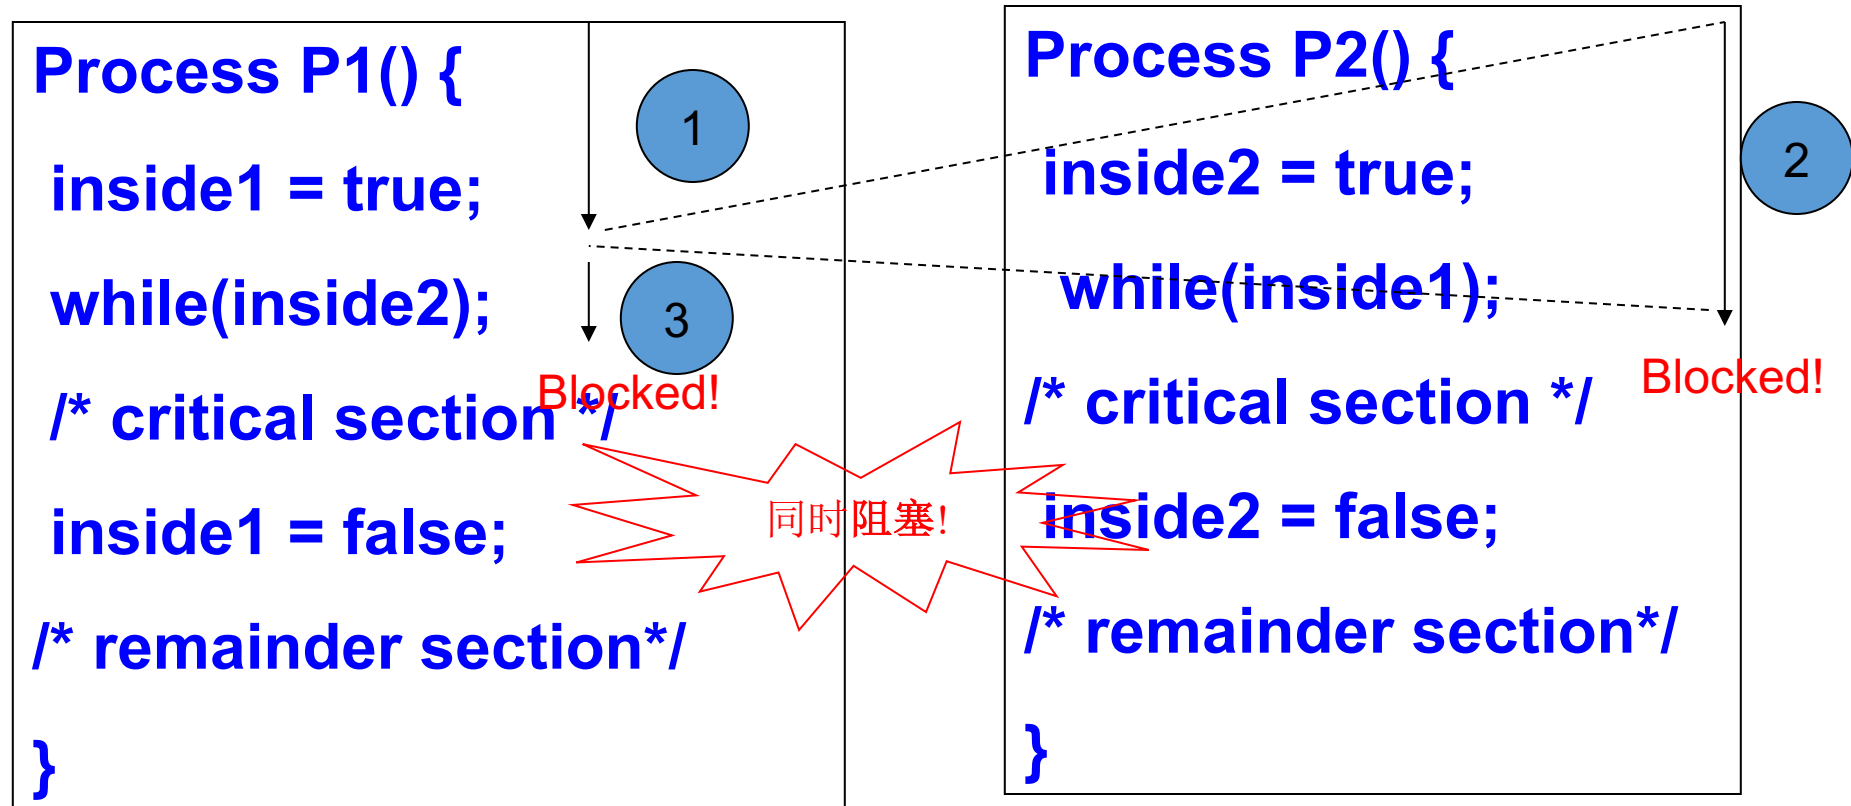 Process P1() {
inside1 = true;
while(inside2);
/* critical section */
inside1 = false;
/* remainder section*/
}
1
3
Blocked!
同时阻塞!
Process P2() {
inside2 = true;
while(inside1);
/* critical section */
inside2 = false;
/* remainder section*/
}
2
Blocked!